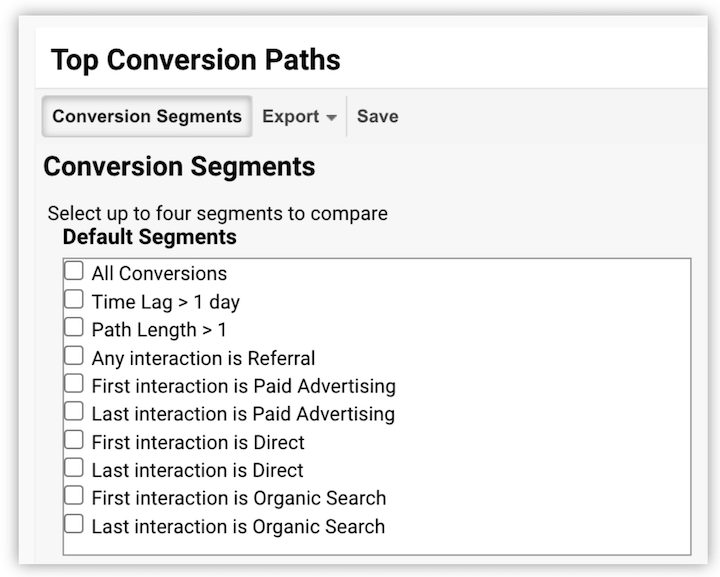 Top Conversion Paths
Conversion Segments Export Save
Conversion Segments
Select up to four segments to compare
Default Segments
All Conversions
Time Lag > 1 day
Path Length > 1
Any interaction is Referral
First interaction is Paid Advertising
Last interaction is Paid Advertising
First interaction is Direct
Last interaction is Direct
First interaction is Organic Search
Last interaction is Organic Search